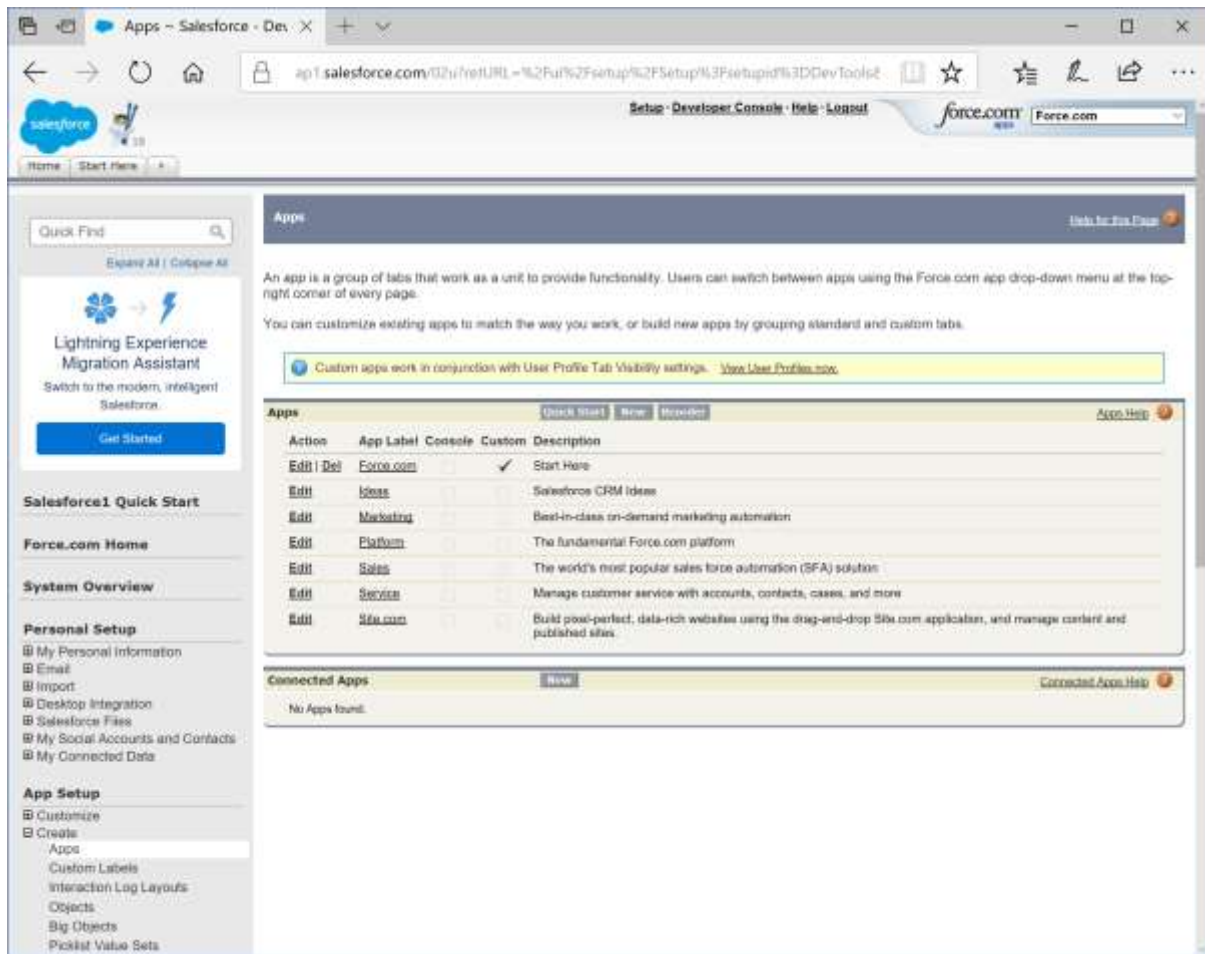 Apps ~ Salesforce - Dev
ap1.salesforce.com/02u?retURL=%2Fui%2Fsetup%2FSetup%3Fsetupid%3DDevTools&
salesforce
18
Setup · Developer Console · Help · Logout
force.com
apps
Force.com
Home
Start Here
+
Quick Find
Expand All | Collapse All
Lightning Experience
Migration Assistant
Switch to the modern, intelligent
Salesforce.
Get Started
Salesforce1 Quick Start
Force.com Home
System Overview
Personal Setup
My Personal Information
Email
Import
Desktop Integration
Salesforce Files
My Social Accounts and Contacts
My Connected Data
App Setup
Customize
Create
Apps
Custom Labels
Interaction Log Layouts
Objects
Big Objects
Picklist Value Sets
Apps
Help for this Page
An app is a group of tabs that work as a unit to provide functionality. Users can switch between apps using the Force.com app drop-down menu at the top-
right corner of every page.
You can customize existing apps to match the way you work, or build new apps by grouping standard and custom tabs.
Custom apps work in conjunction with User Profile Tab Visibility settings. View User Profiles now.
Apps Quick Start New Reorder Apps Help
Action App Label Console Custom Description
Edit | Del Force.com Start Here
Edit Ideas Salesforce CRM Ideas
Edit Marketing Best-in-class on-demand marketing automation
Edit Platform The fundamental Force.com platform
Edit Sales The world's most popular sales force automation (SFA) solution
Edit Service Manage customer service with accounts, contacts, cases, and more
Edit Site.com Build pixel-perfect, data-rich websites using the drag-and-drop Site.com application, and manage content and
published sites.
Connected Apps New Connected Apps Help
No Apps found.